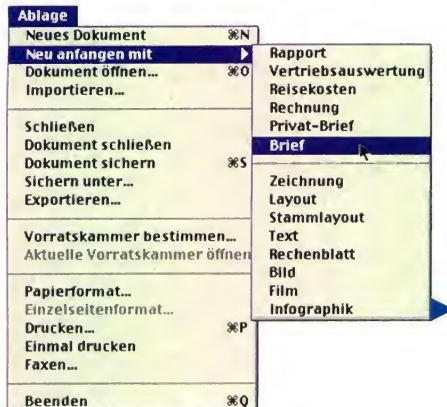 Ablage
Neues Dokument ⌘N
Neu anfangen mit
Dokument öffnen... ⌘O
Importieren...
Schließen
Dokument schließen
Dokument sichern ⌘S
Sichern unter...
Exportieren...
Vorratskammer bestimmen...
Aktuelle Vorratskammer öffnen
Papierformat...
Einzelseitenformat...
Drucken... ⌘P
Einmal drucken
Faxen...
Beenden ⌘Q
Rapport
Vertriebsauswertung
Reisekosten
Rechnung
Privat-Brief
Brief
Zeichnung
Layout
Stammlayout
Text
Rechenblatt
Bild
Film
Infographik